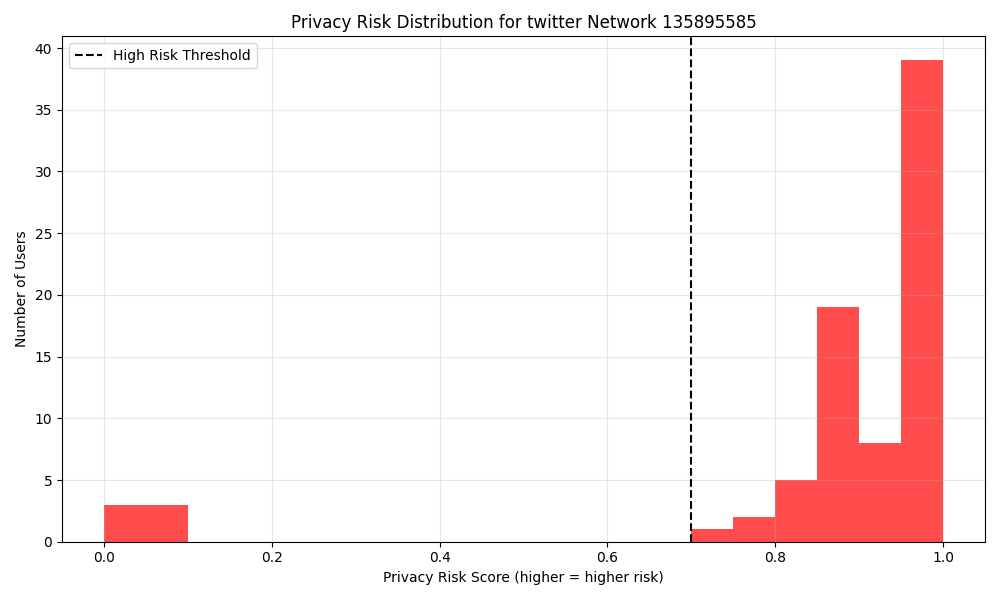 Privacy Risk Distribution for twitter Network 135895585
High Risk Threshold
Number of Users
40
35
30
25
20
15
10
5
0
0.0 0.2 0.4 0.6 0.8 1.0
Privacy Risk Score (higher = higher risk)